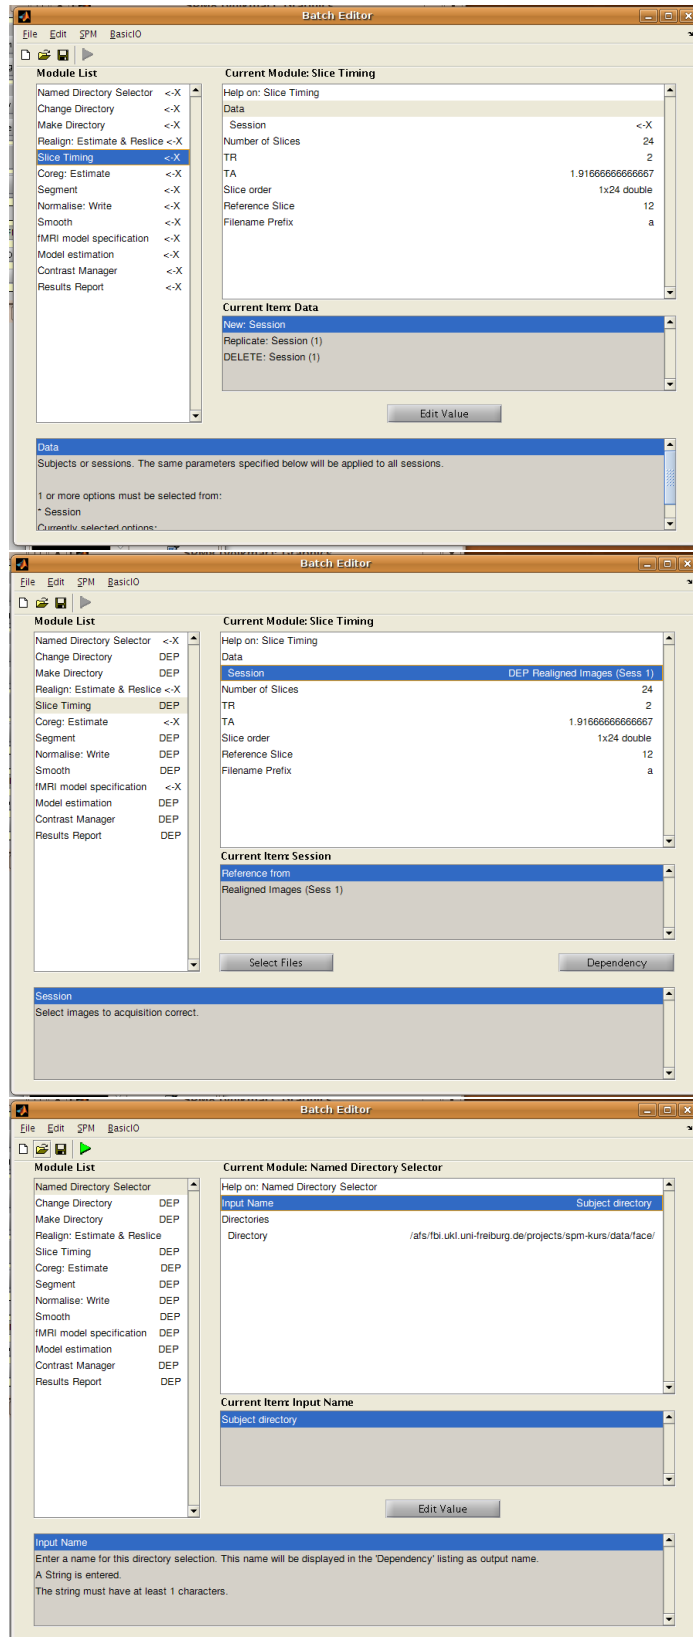 Batch Editor
File Edit SPM BasicIO
Module List Current Module: Slice Timing
Named Directory Selector <-X Help on: Slice Timing
Change Directory <-X Data
Make Directory <-X Session <-X
Realign: Estimate & Reslice <-X Number of Slices 24
Slice Timing <-X TR 2
Coreg: Estimate <-X TA 1.91666666666667
Segment <-X Slice order 1x24 double
Normalise: Write <-X Reference Slice 12
Smooth <-X Filename Prefix a
fMRI model specification <-X
Model estimation <-X
Contrast Manager <-X
Results Report <-X
Current Item: Data
New: Session
Replicate: Session (1)
DELETE: Session (1)
Edit Value
Data
Subjects or sessions. The same parameters specified below will be applied to all sessions.
1 or more options must be selected from:
* Session
Currently selected options:
Batch Editor
File Edit SPM BasicIO
Module List Current Module: Slice Timing
Named Directory Selector <-X Help on: Slice Timing
Change Directory DEP Data
Make Directory DEP Session DEP Realigned Images (Sess 1)
Realign: Estimate & Reslice <-X Number of Slices 24
Slice Timing DEP TR 2
Coreg: Estimate <-X TA 1.91666666666667
Segment DEP Slice order 1x24 double
Normalise: Write DEP Reference Slice 12
Smooth DEP Filename Prefix a
fMRI model specification <-X
Model estimation DEP
Contrast Manager DEP
Results Report DEP
Current Item: Session
Reference from
Realigned Images (Sess 1)
Select Files Dependency
Session
Select images to acquisition correct.
Batch Editor
File Edit SPM BasicIO
Module List Current Module: Named Directory Selector
Named Directory Selector Help on: Named Directory Selector
Change Directory DEP Input Name Subject directory
Make Directory DEP Directories
Realign: Estimate & Reslice Directory /afs/fbi.ukl.uni-freiburg.de/projects/spm-kurs/data/face/
Slice Timing DEP
Coreg: Estimate DEP
Segment DEP
Normalise: Write DEP
Smooth DEP
fMRI model specification DEP
Model estimation DEP
Contrast Manager DEP
Results Report DEP
Current Item: Input Name
Subject directory
Edit Value
Input Name
Enter a name for this directory selection. This name will be displayed in the 'Dependency' listing as output name.
A String is entered.
The string must have at least 1 characters.